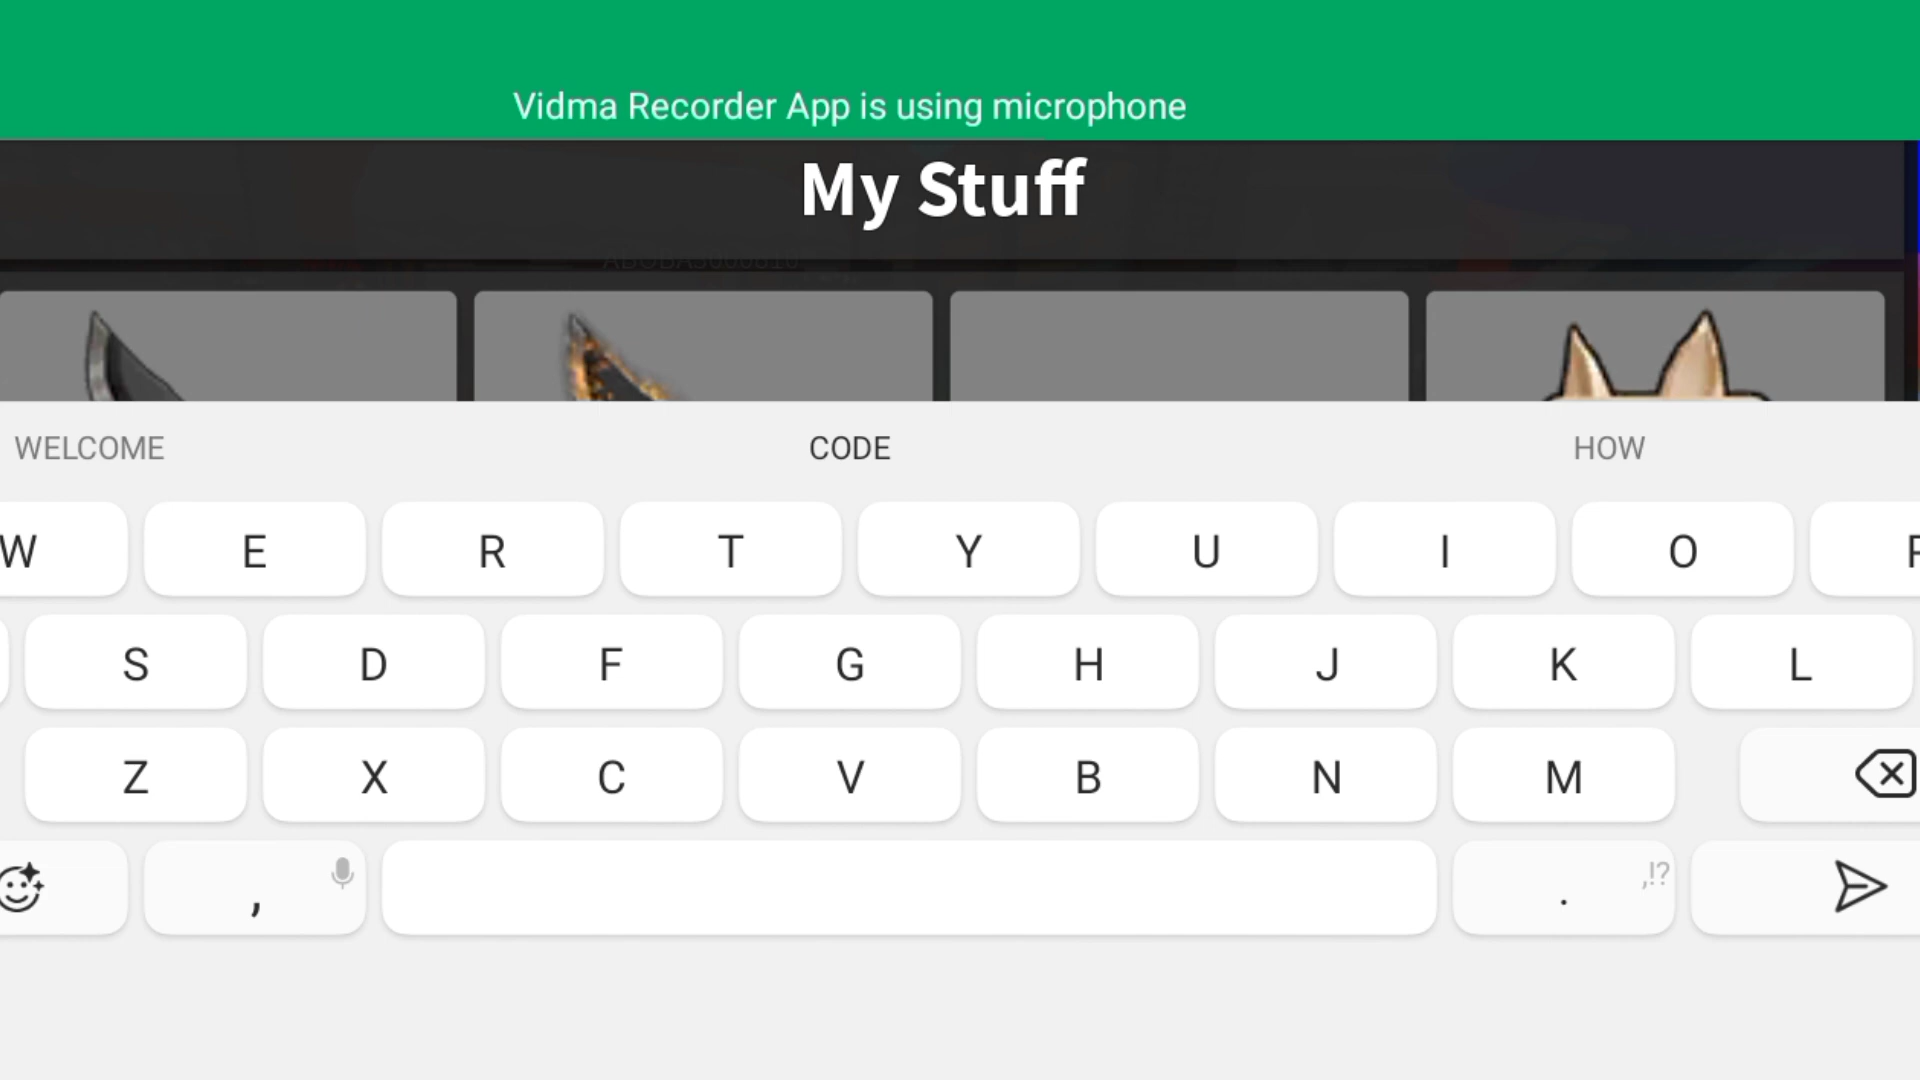 Vidma Recorder App is using microphone
My Stuff
WELCOME CODE HOW
W E R T Y U I O P
S D F G H J K L
Z X C V B N M
, . ,!?